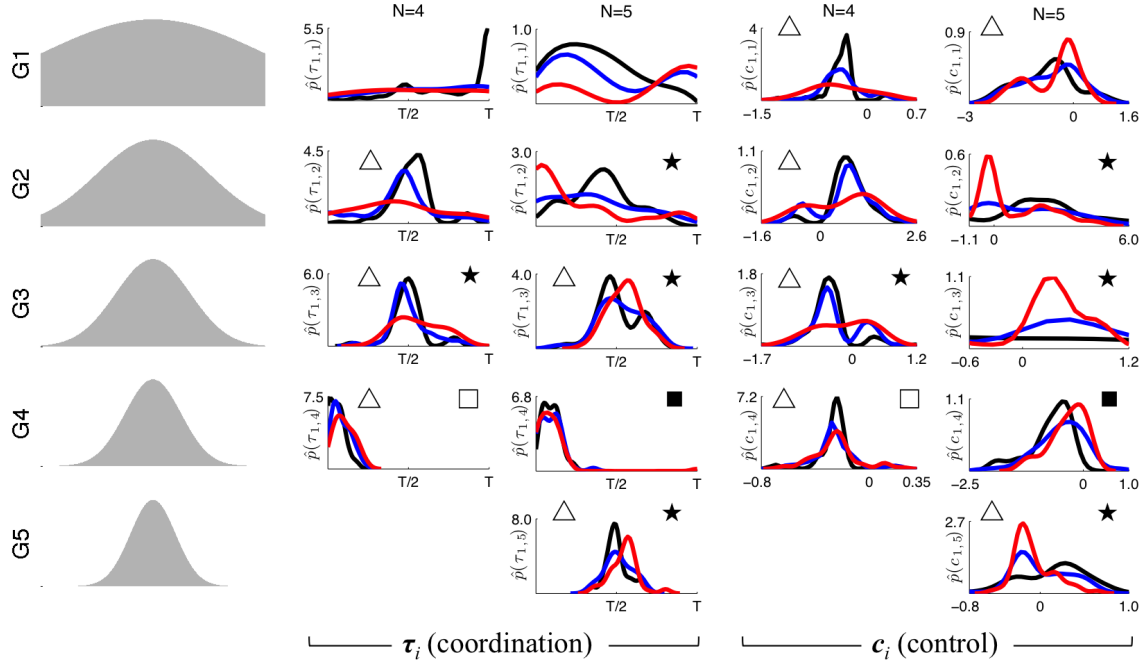 N=4 N=5 N=4 N=5
G1
5.5 p̂(τ1,1) T/2 T
1.0 p̂(τ1,1) T/2 T
4 p̂(c1,1) −1.5 0 0.7
0.9 p̂(c1,1) −3 0 1.6
G2
4.5 p̂(τ1,2) T/2 T
3.0 p̂(τ1,2) T/2 T
1.1 p̂(c1,2) −1.6 0 2.6
0.6 p̂(c1,2) −1.1 0 6.0
G3
6.0 p̂(τ1,3) T/2 T
4.0 p̂(τ1,3) T/2 T
1.8 p̂(c1,3) −1.7 0 1.2
1.1 p̂(c1,3) −0.6 0 1.2
G4
7.5 p̂(τ1,4) T/2 T
6.8 p̂(τ1,4) T/2 T
7.2 p̂(c1,4) −0.8 0 0.35
1.1 p̂(c1,4) −2.5 0 1.0
G5
8.0 p̂(τ1,5) T/2 T
2.7 p̂(c1,5) −0.8 0 1.0
τi (coordination) ci (control)